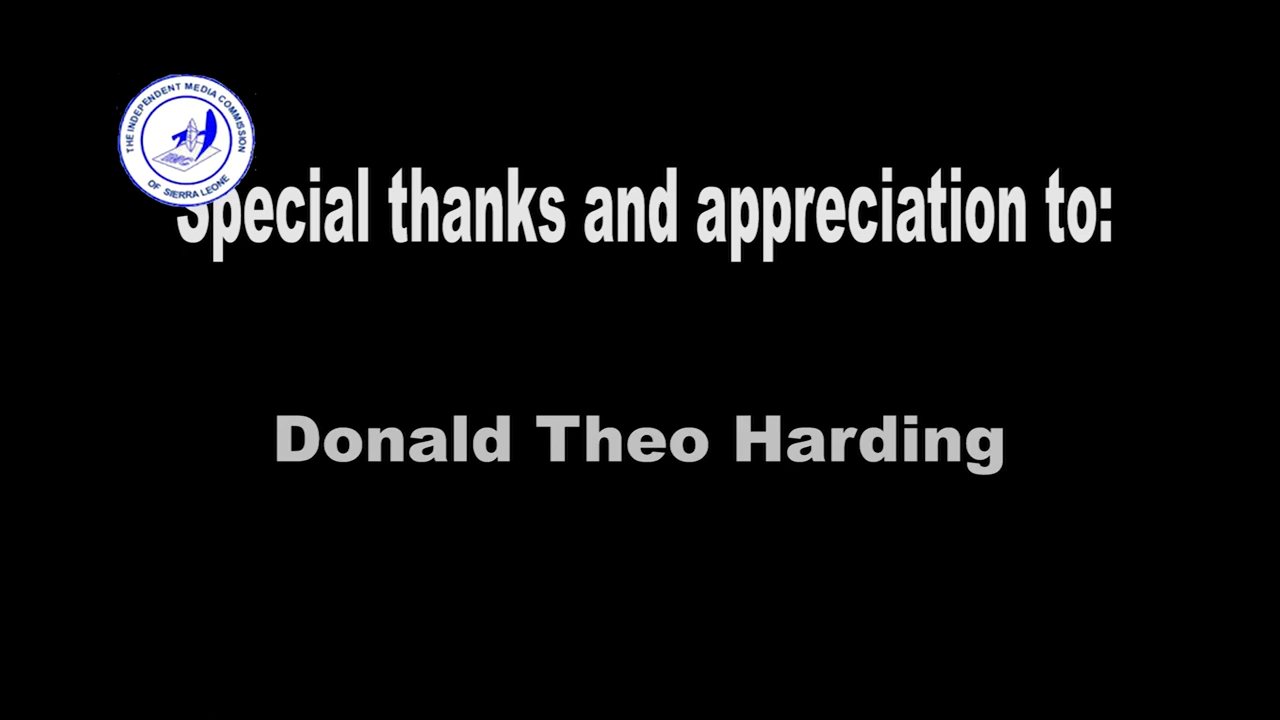 THE INDEPENDENT MEDIA COMMISSION
OF SIERRA LEONE
Special thanks and appreciation to:
Donald Theo Harding